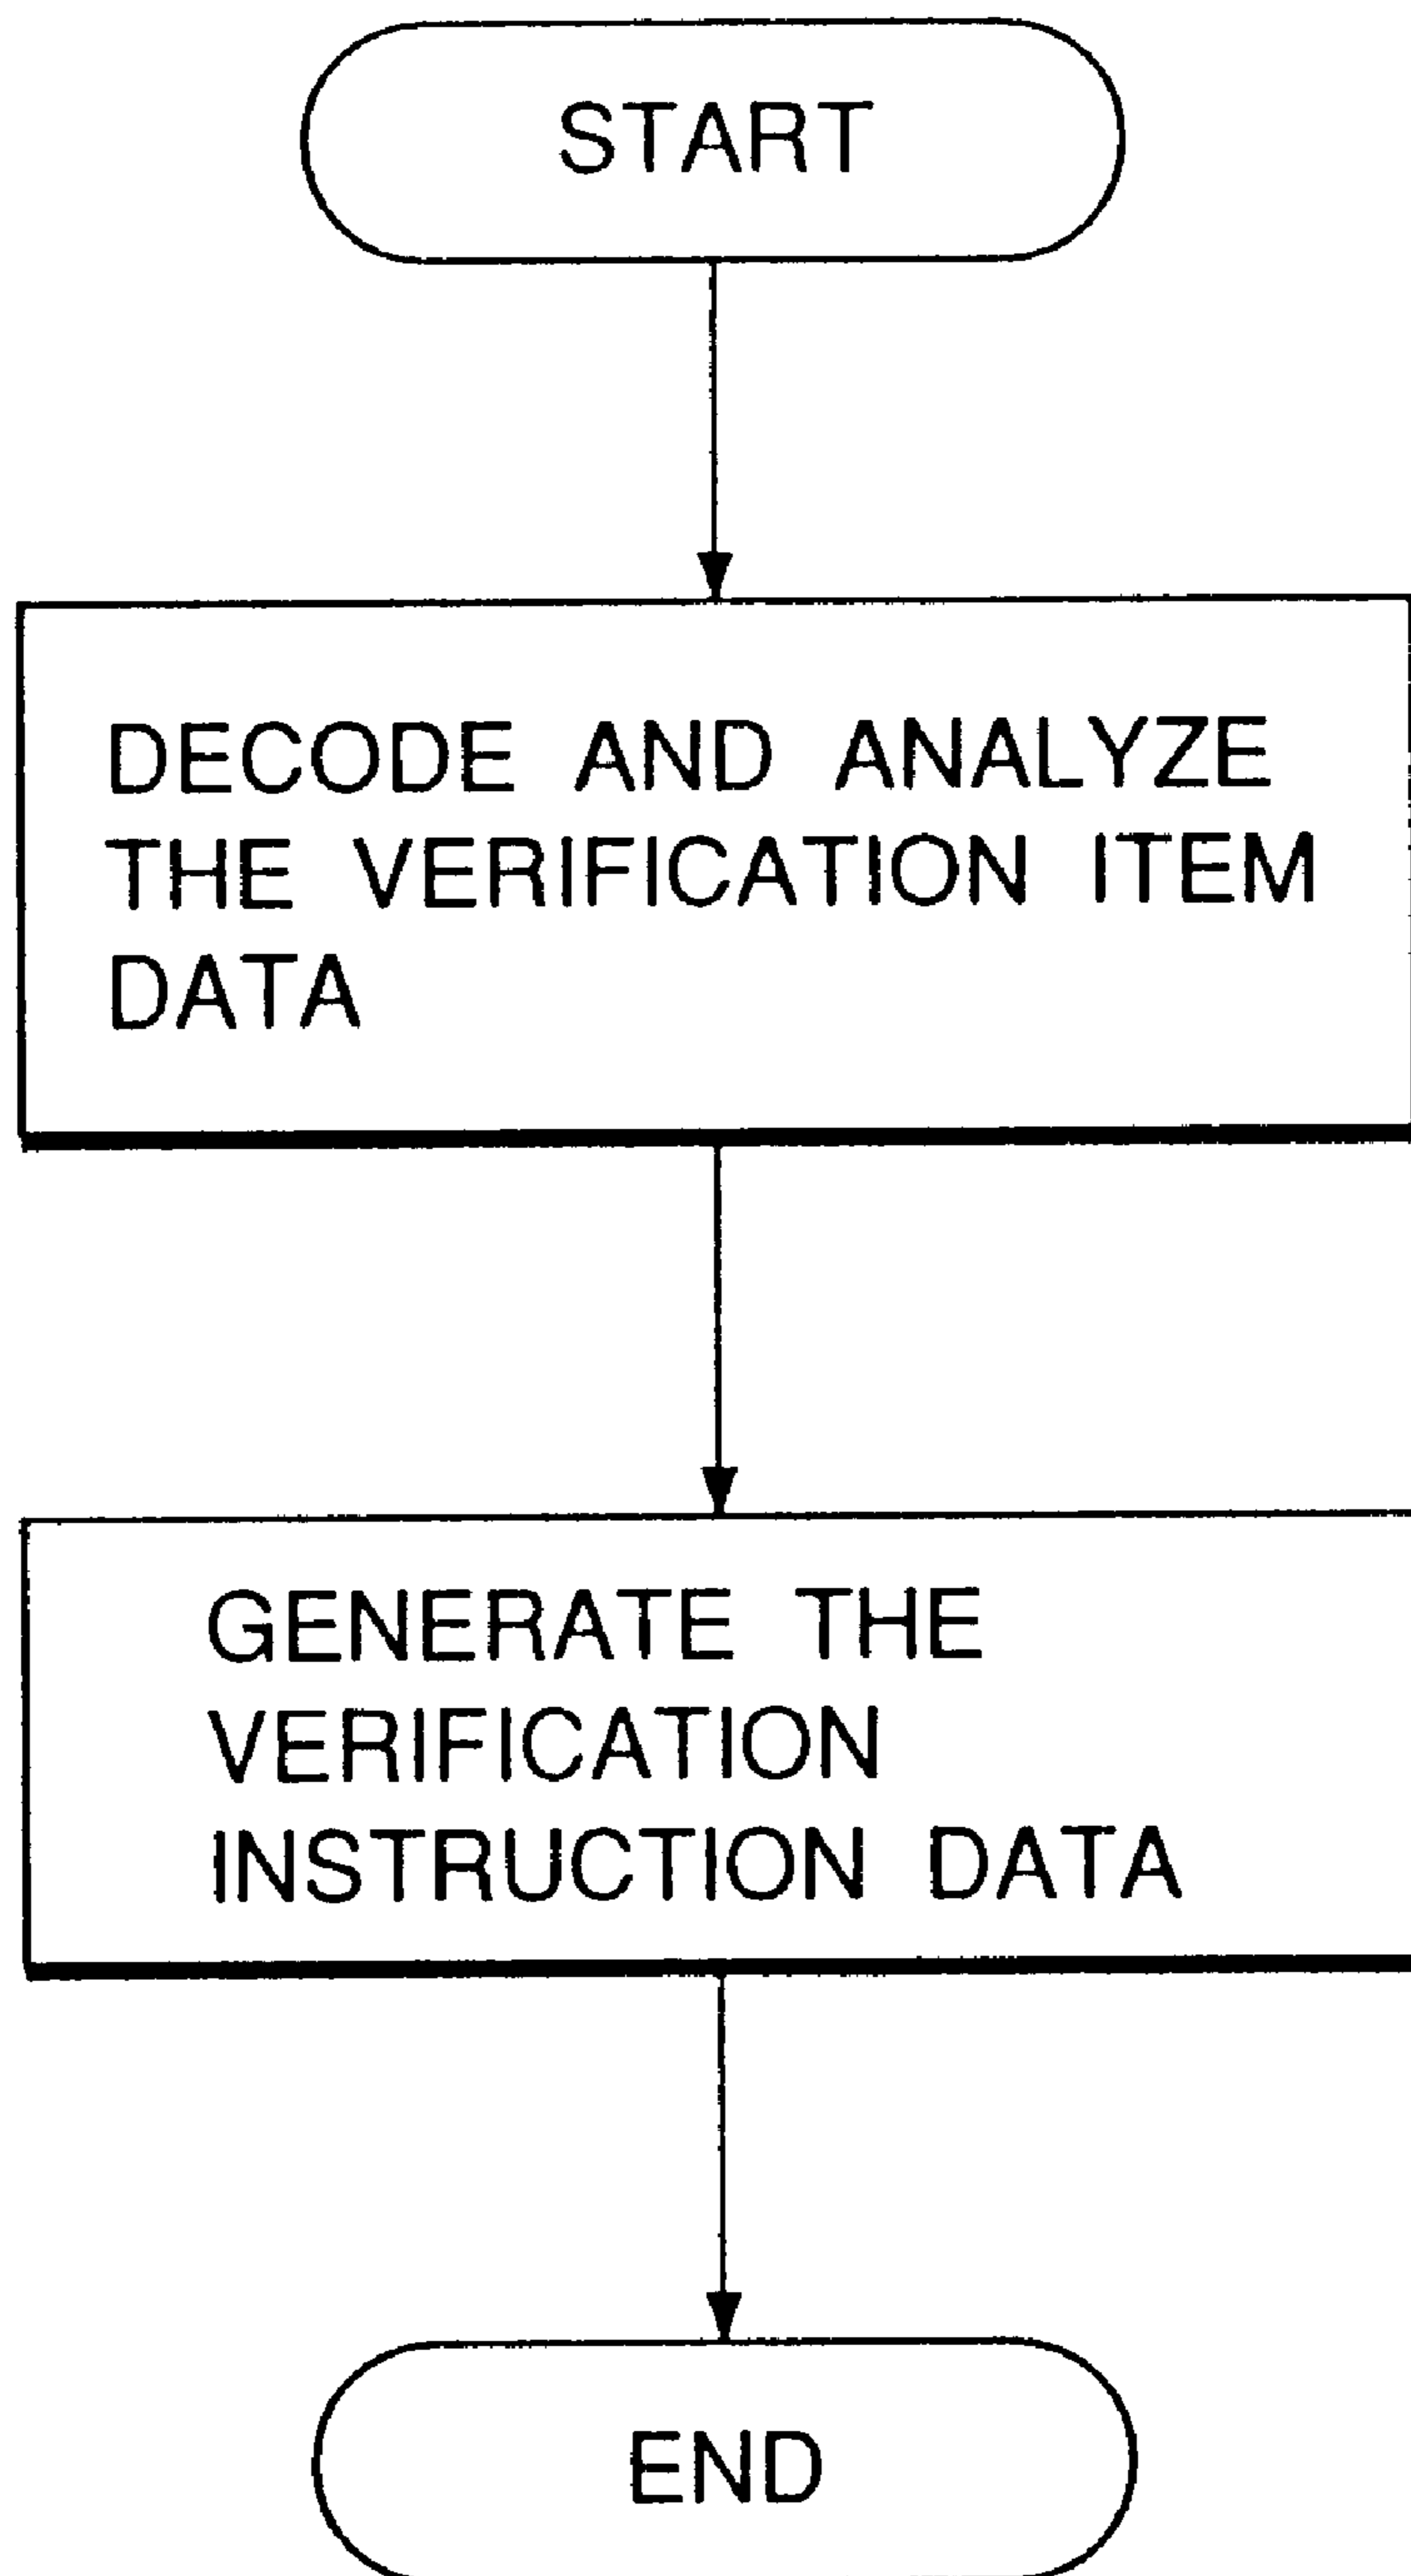 START
DECODE AND ANALYZE
THE VERIFICATION ITEM
DATA
GENERATE THE
VERIFICATION
INSTRUCTION DATA
END